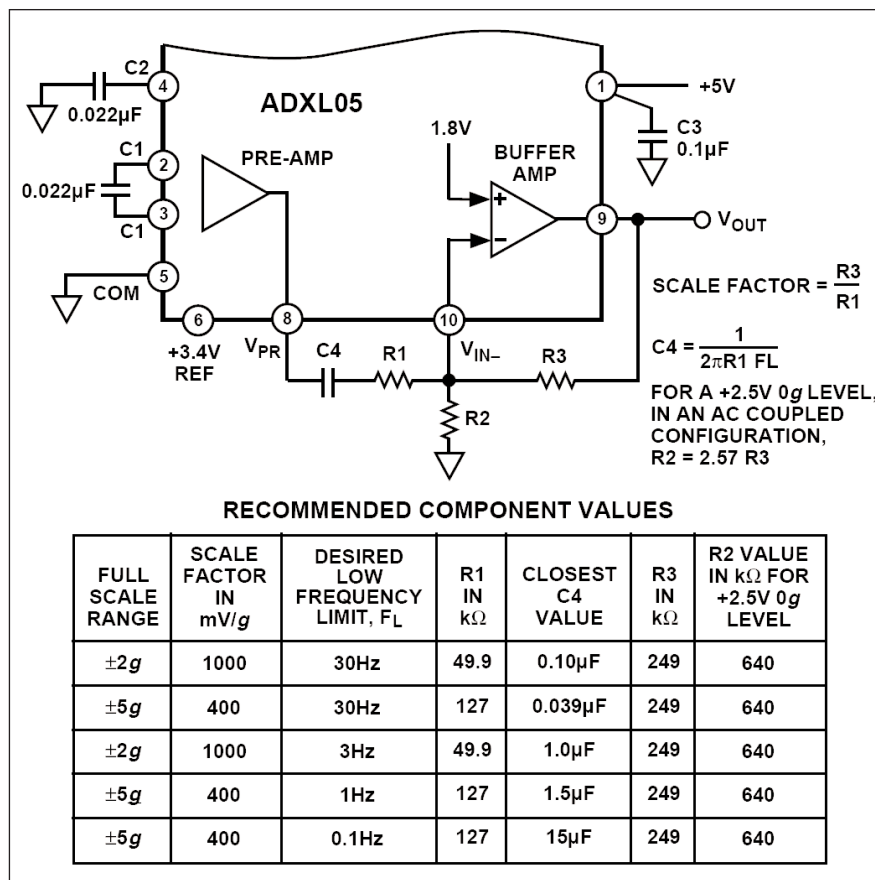 C2
4
0.022µF
ADXL05
1
+5V
C3
0.1µF
C1
2
0.022µF
3
C1
PRE-AMP
1.8V
BUFFER
AMP
+
−
9
VOUT
5
COM
6
+3.4V
REF
8
VPR
10
VIN–
C4
R1
R3
R2
SCALE FACTOR = R3
R1
C4 = 1
2πR1 FL
FOR A +2.5V 0g LEVEL,
IN AN AC COUPLED
CONFIGURATION,
R2 = 2.57 R3
RECOMMENDED COMPONENT VALUES
FULL SCALE RANGE | SCALE FACTOR IN mV/g | DESIRED LOW FREQUENCY LIMIT, FL | R1 IN kΩ | CLOSEST C4 VALUE | R3 IN kΩ | R2 VALUE IN kΩ FOR +2.5V 0g LEVEL
±2g 1000 30Hz 49.9 0.10µF 249 640
±5g 400 30Hz 127 0.039µF 249 640
±2g 1000 3Hz 49.9 1.0µF 249 640
±5g 400 1Hz 127 1.5µF 249 640
±5g 400 0.1Hz 127 15µF 249 640